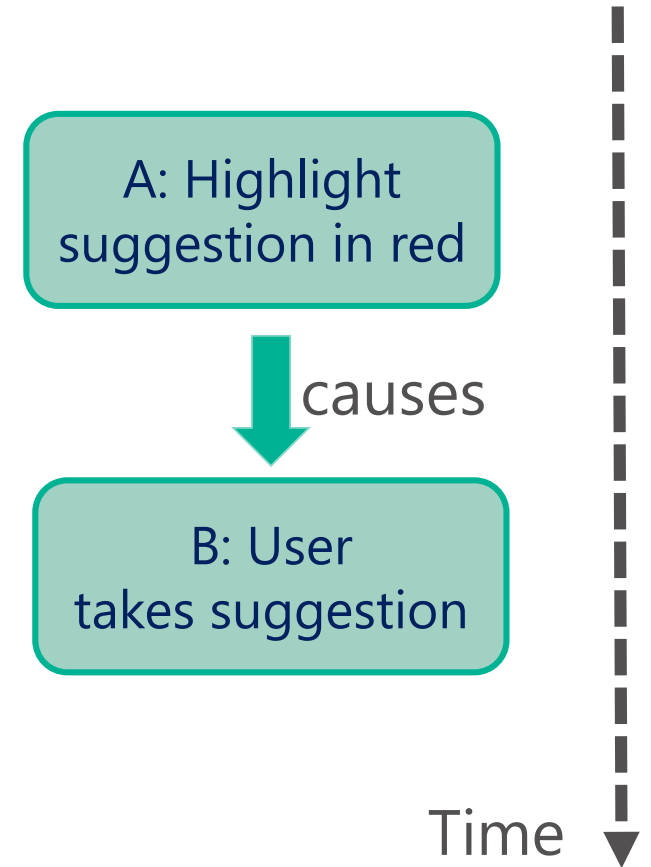 A: Highlight
suggestion in red
causes
B: User
takes suggestion
Time